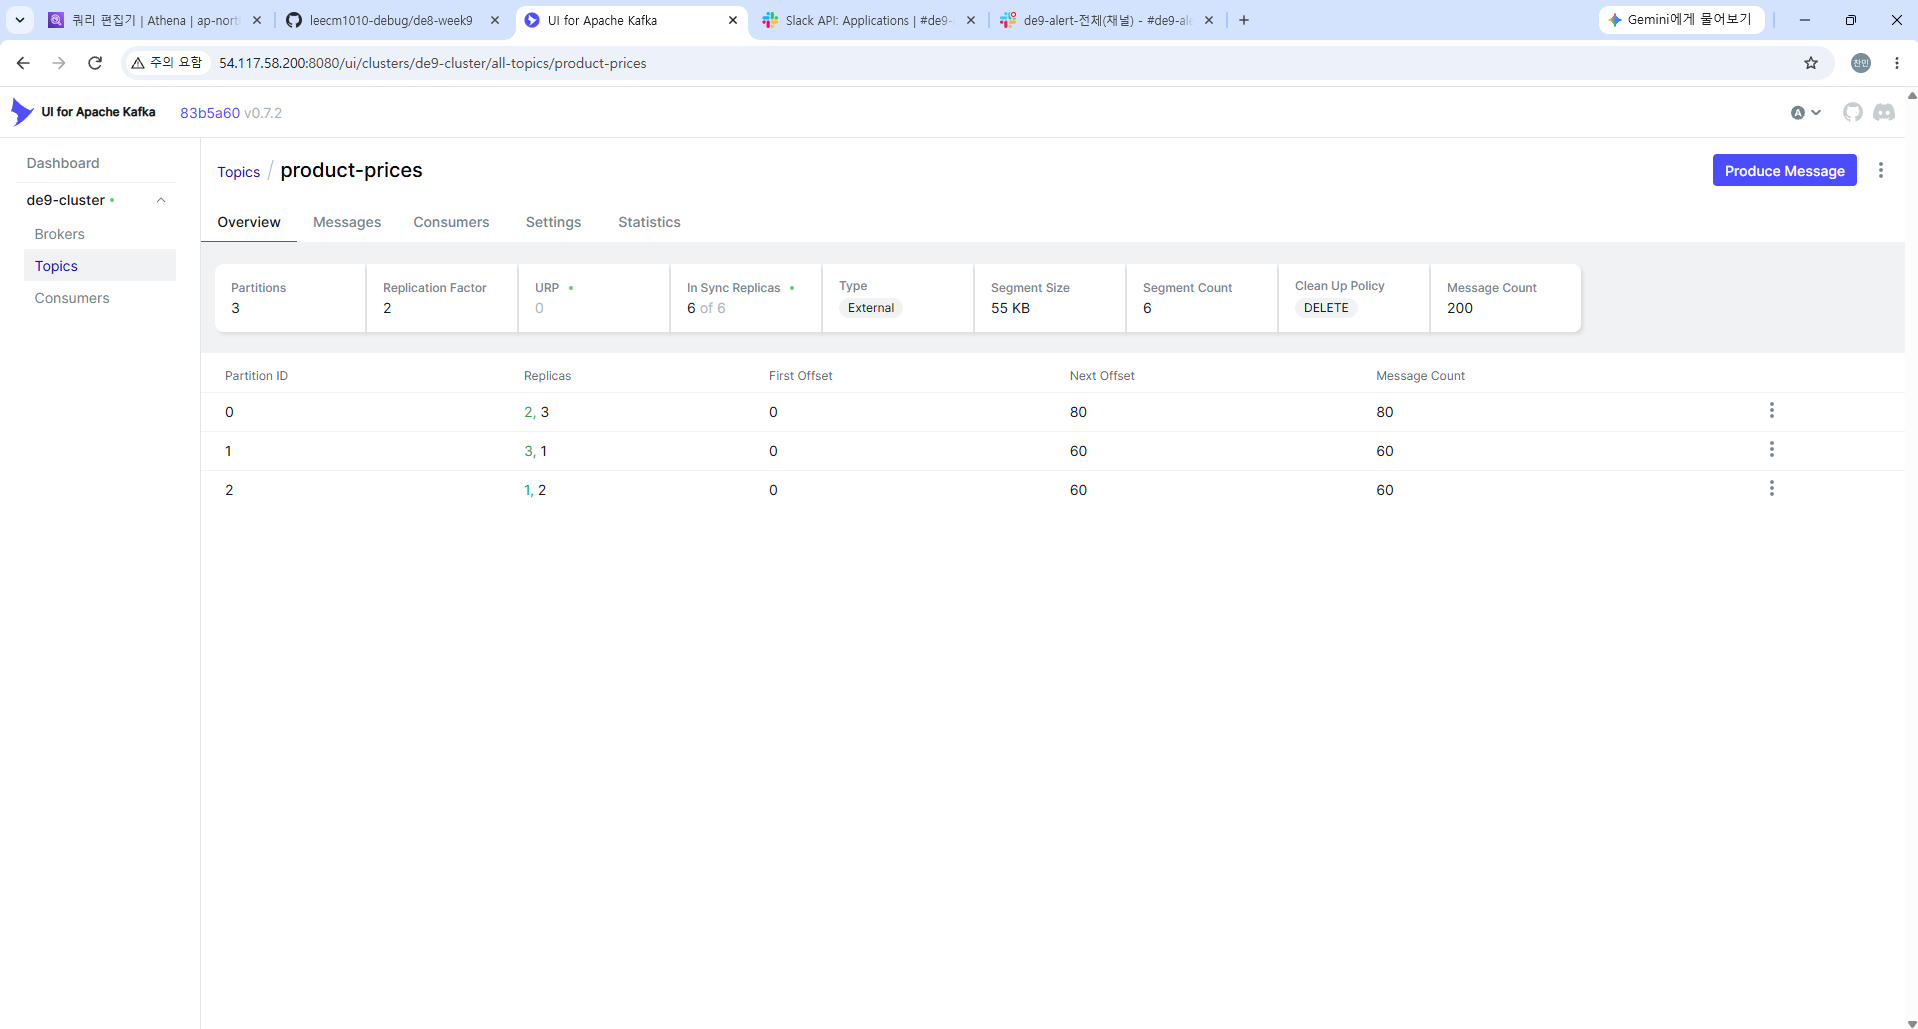 쿼리 편집기 | Athena | ap-nort
leecm1010-debug/de8-week9
UI for Apache Kafka
Slack API: Applications | #de9-
de9-alert-전체(채널) - #de9-ale
Gemini에게 물어보기
주의 요함
54.117.58.200:8080/ui/clusters/de9-cluster/all-topics/product-prices
찬민
UI for Apache Kafka
83b5a60 v0.7.2
A
Dashboard
de9-cluster
Brokers
Topics
Consumers
Topics / product-prices
Produce Message
Overview Messages Consumers Settings Statistics
Partitions
3
Replication Factor
2
URP
0
In Sync Replicas
6 of 6
Type
External
Segment Size
55 KB
Segment Count
6
Clean Up Policy
DELETE
Message Count
200
Partition ID Replicas First Offset Next Offset Message Count
0 2, 3 0 80 80
1 3, 1 0 60 60
2 1, 2 0 60 60